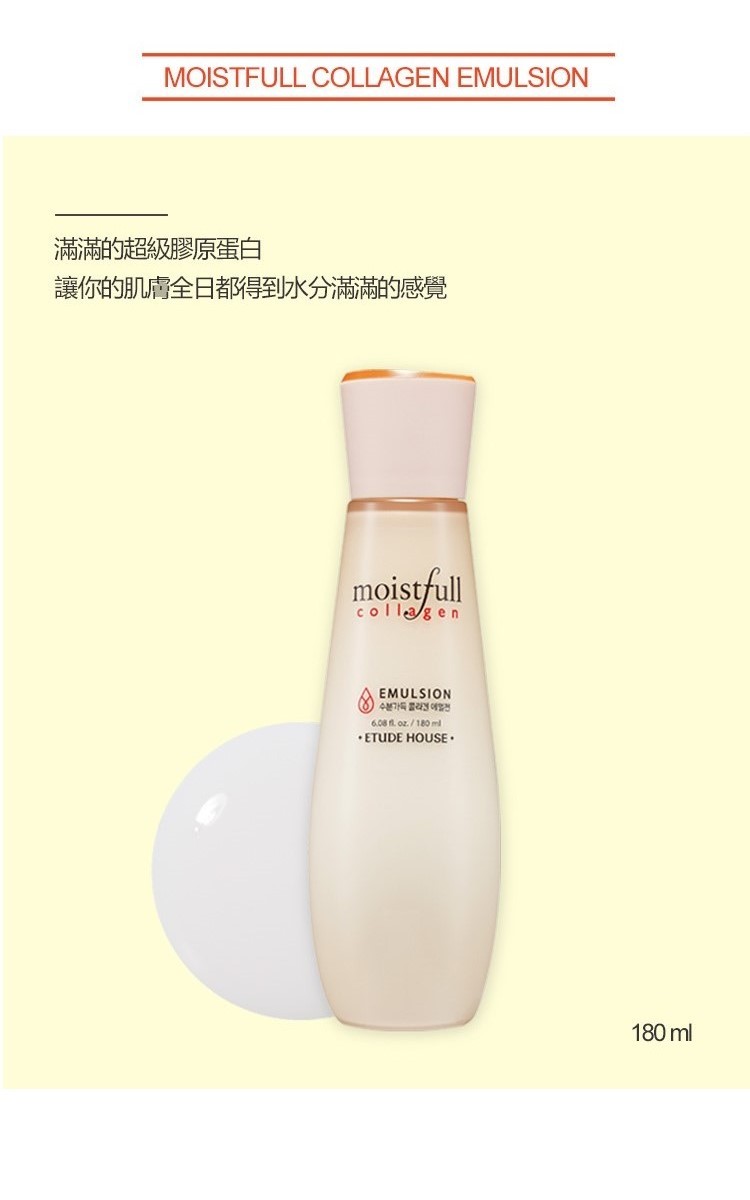 MOISTFULL COLLAGEN EMULSION
滿滿的超級膠原蛋白
讓你的肌膚全日都得到水分滿滿的感覺
moistfull
collagen
EMULSION
수분가득 콜라겐 에멀전
6.08 fl. oz. / 180 ml
• ETUDE HOUSE •
180 ml